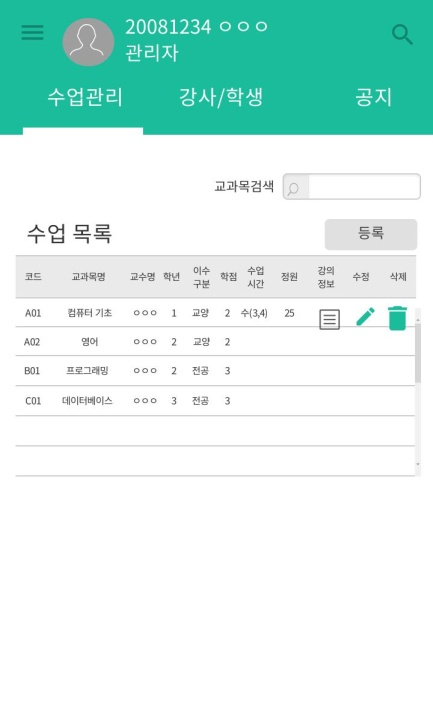 20081234 ㅇㅇㅇ
관리자
수업관리 강사/학생 공지
교과목검색
수업 목록 등록
코드 교과목명 교수명 학년 이수구분 학점 수업시간 정원 강의정보 수정 삭제
A01 컴퓨터 기초 ㅇㅇㅇ 1 교양 2 수(3,4) 25
A02 영어 ㅇㅇㅇ 2 교양 2
B01 프로그래밍 ㅇㅇㅇ 2 전공 3
C01 데이터베이스 ㅇㅇㅇ 3 전공 3